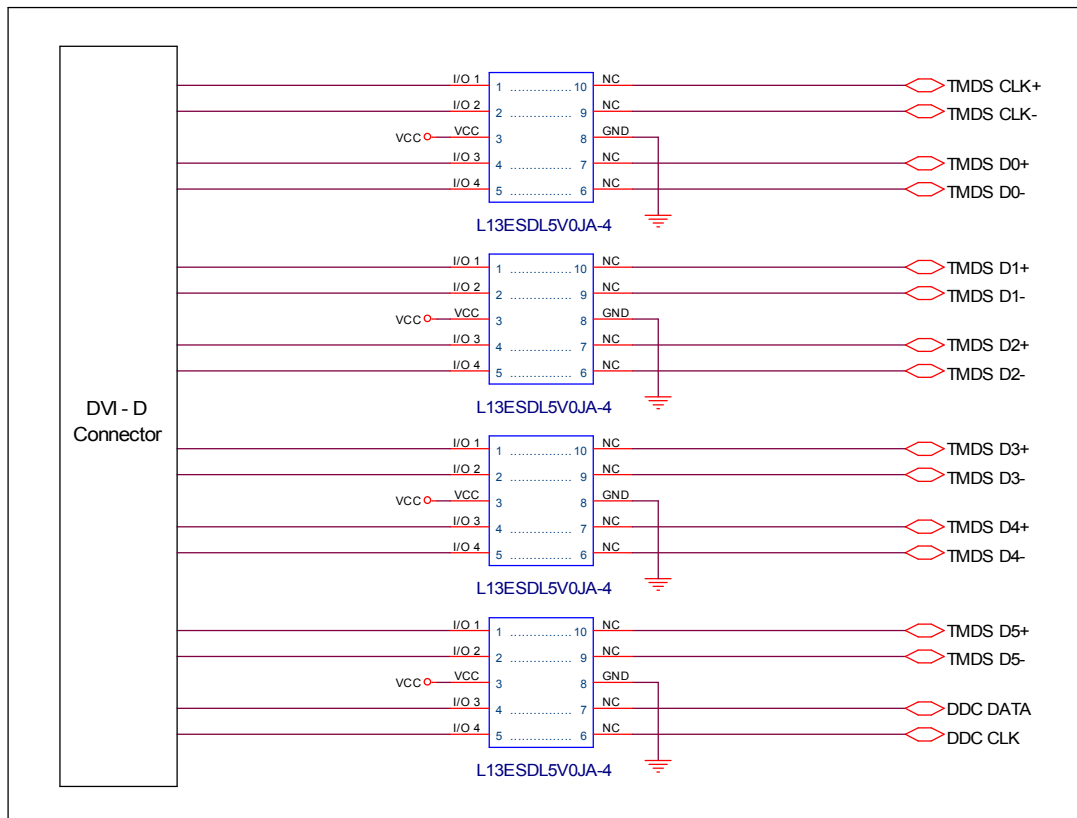 I/O 1 1 ............... 10 NC TMDS CLK+
I/O 2 2 ............... 9 NC TMDS CLK-
VCC VCC 3 8 GND
I/O 3 4 ............... 7 NC TMDS D0+
I/O 4 5 ............... 6 NC TMDS D0-
L13ESDL5V0JA-4
I/O 1 1 ............... 10 NC TMDS D1+
I/O 2 2 ............... 9 NC TMDS D1-
VCC VCC 3 8 GND
I/O 3 4 ............... 7 NC TMDS D2+
I/O 4 5 ............... 6 NC TMDS D2-
L13ESDL5V0JA-4
DVI - D
Connector
I/O 1 1 ............... 10 NC TMDS D3+
I/O 2 2 ............... 9 NC TMDS D3-
VCC VCC 3 8 GND
I/O 3 4 ............... 7 NC TMDS D4+
I/O 4 5 ............... 6 NC TMDS D4-
L13ESDL5V0JA-4
I/O 1 1 ............... 10 NC TMDS D5+
I/O 2 2 ............... 9 NC TMDS D5-
VCC VCC 3 8 GND
I/O 3 4 ............... 7 NC DDC DATA
I/O 4 5 ............... 6 NC DDC CLK
L13ESDL5V0JA-4